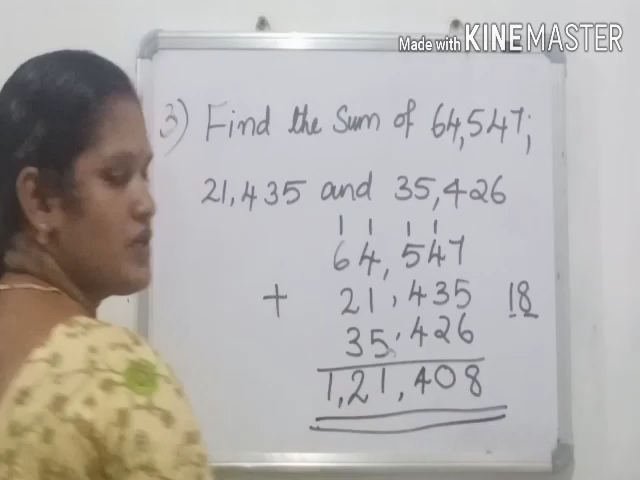 Made with KINEMASTER
3) Find the Sum of 64,547;
21,435 and 35,426
1 1 1 1
64,547
+ 21,435 18
35,426
1,21,408